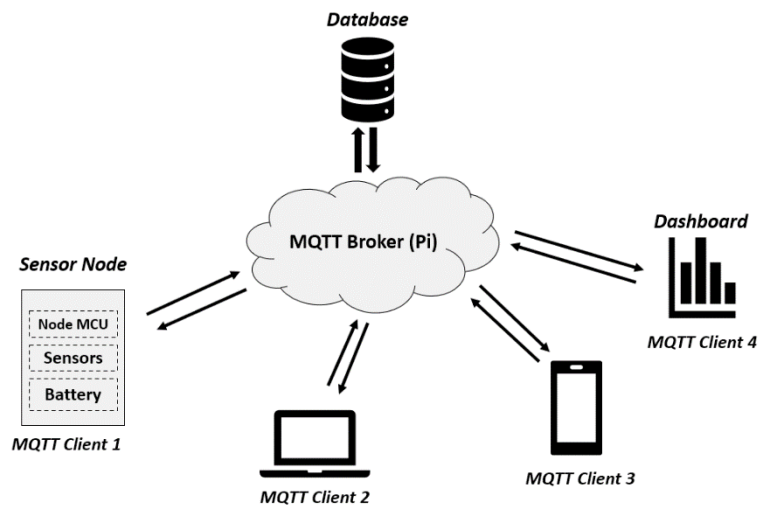 Database
MQTT Broker (Pi)
Dashboard
MQTT Client 4
Sensor Node
Node MCU
Sensors
Battery
MQTT Client 1
MQTT Client 2
MQTT Client 3